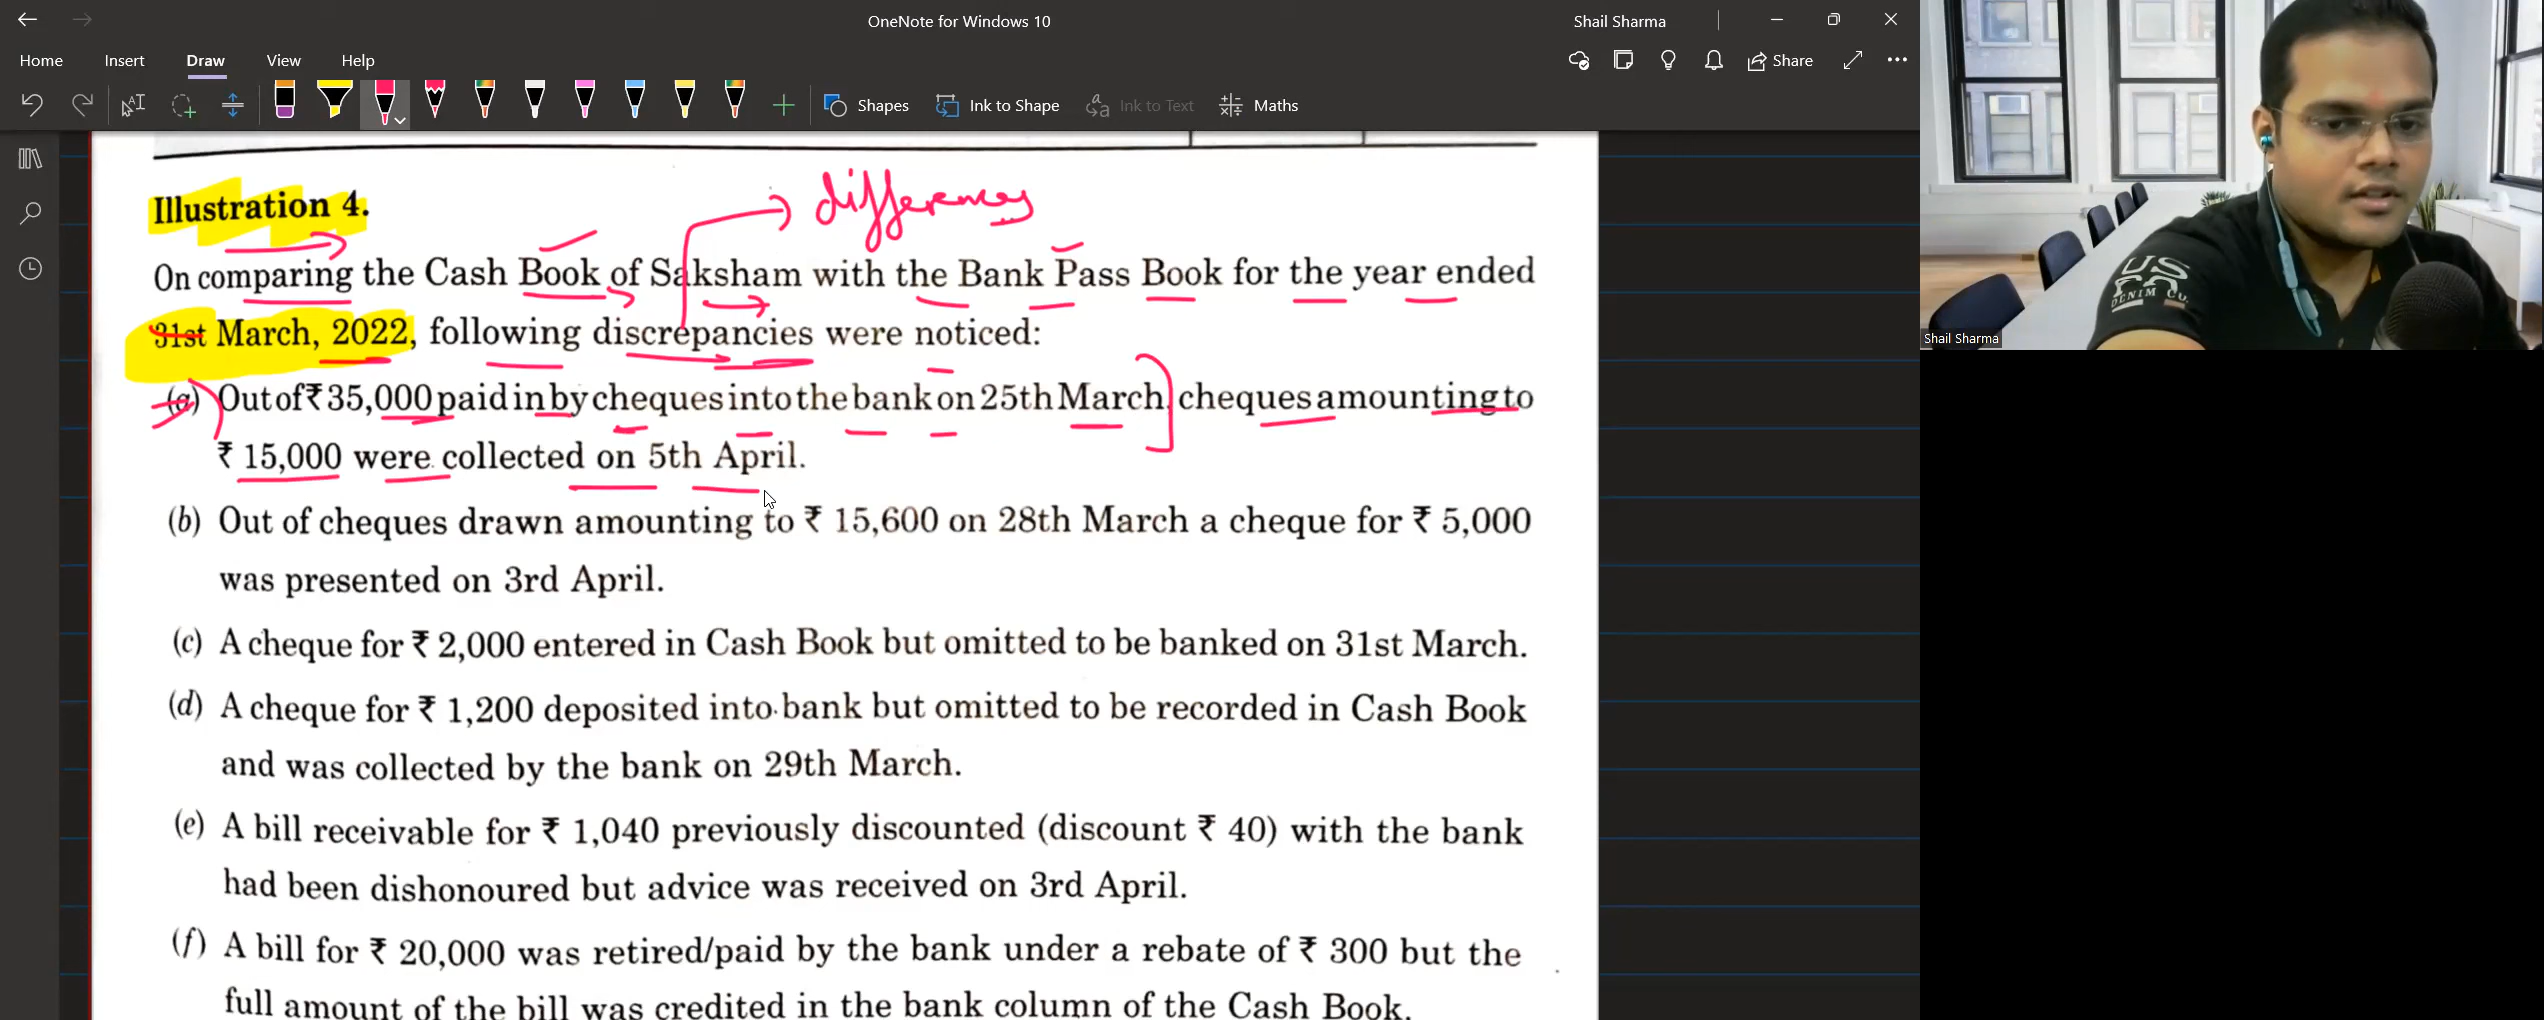 OneNote for Windows 10
Shail Sharma
Home Insert Draw View Help
Share
Shapes Ink to Shape Ink to Text Maths
differences
Illustration 4.
On comparing the Cash Book of Saksham with the Bank Pass Book for the year ended
31st March, 2022, following discrepancies were noticed:
(a) Out of ₹ 35,000 paid in by cheques into the bank on 25th March, cheques amounting to
₹ 15,000 were collected on 5th April.
(b) Out of cheques drawn amounting to ₹ 15,600 on 28th March a cheque for ₹ 5,000
was presented on 3rd April.
(c) A cheque for ₹ 2,000 entered in Cash Book but omitted to be banked on 31st March.
(d) A cheque for ₹ 1,200 deposited into bank but omitted to be recorded in Cash Book
and was collected by the bank on 29th March.
(e) A bill receivable for ₹ 1,040 previously discounted (discount ₹ 40) with the bank
had been dishonoured but advice was received on 3rd April.
(f) A bill for ₹ 20,000 was retired/paid by the bank under a rebate of ₹ 300 but the
full amount of the bill was credited in the bank column of the Cash Book.
US
PA
DENIM CO.
Shail Sharma